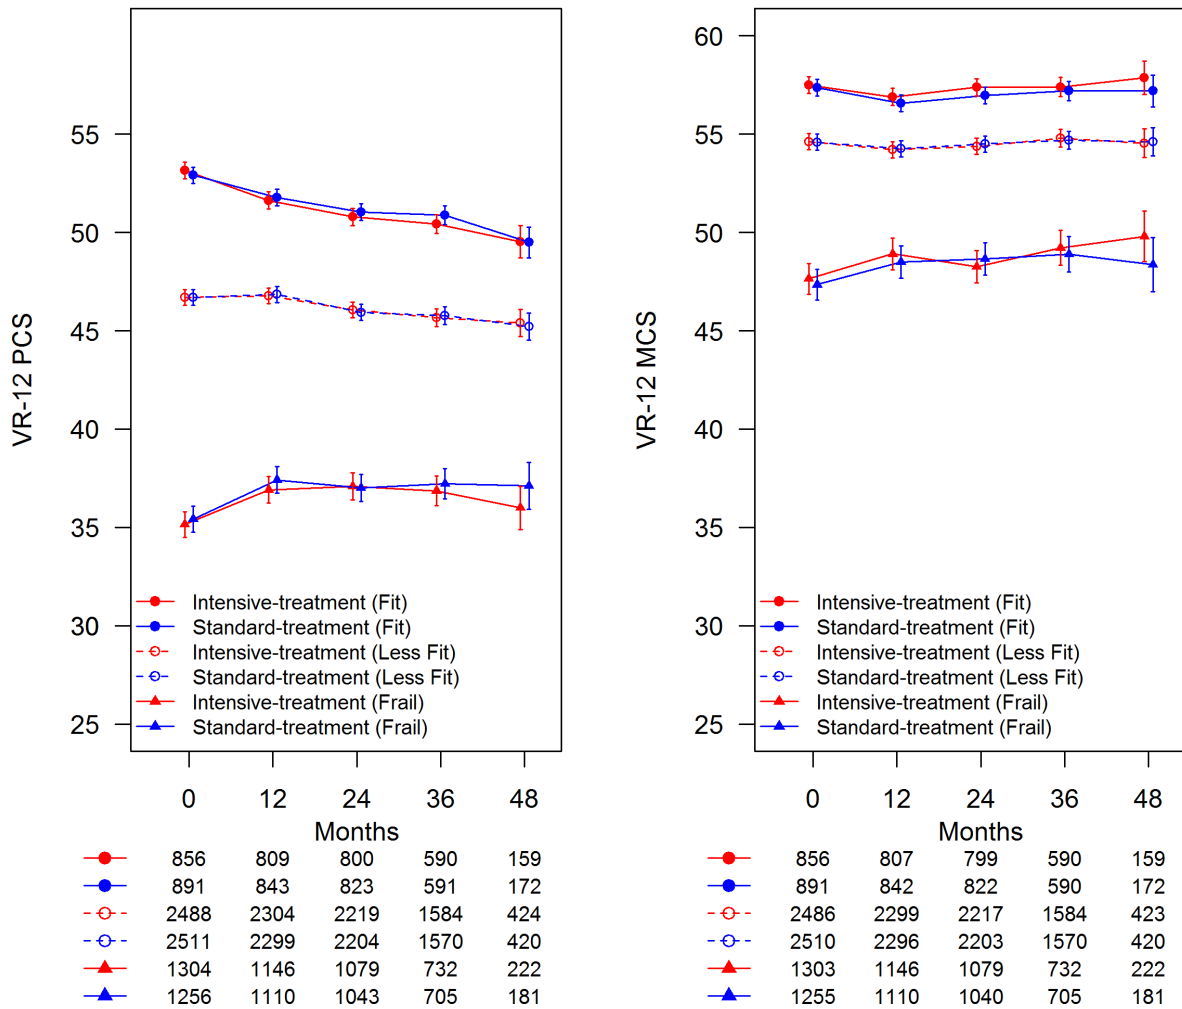 VR-12 PCS
55
50
45
40
35
30
25
Intensive-treatment (Fit)
Standard-treatment (Fit)
Intensive-treatment (Less Fit)
Standard-treatment (Less Fit)
Intensive-treatment (Frail)
Standard-treatment (Frail)
0 12 24 36 48
Months
856 809 800 590 159
891 843 823 591 172
2488 2304 2219 1584 424
2511 2299 2204 1570 420
1304 1146 1079 732 222
1256 1110 1043 705 181
VR-12 MCS
60
55
50
45
40
35
30
25
Intensive-treatment (Fit)
Standard-treatment (Fit)
Intensive-treatment (Less Fit)
Standard-treatment (Less Fit)
Intensive-treatment (Frail)
Standard-treatment (Frail)
0 12 24 36 48
Months
856 807 799 590 159
891 842 822 590 172
2486 2299 2217 1584 423
2510 2296 2203 1570 420
1303 1146 1079 732 222
1255 1110 1040 705 181